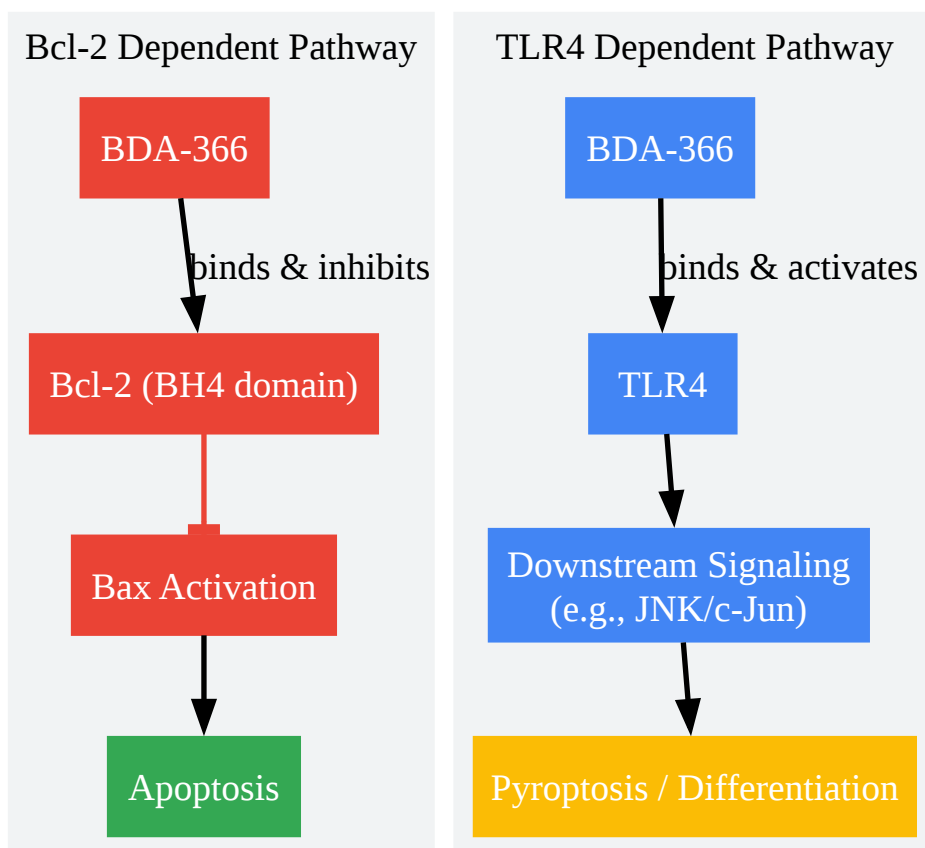 Bcl-2 Dependent Pathway
BDA-366
binds & inhibits
Bcl-2 (BH4 domain)
Bax Activation
Apoptosis
TLR4 Dependent Pathway
BDA-366
binds & activates
TLR4
Downstream Signaling
(e.g., JNK/c-Jun)
Pyroptosis / Differentiation